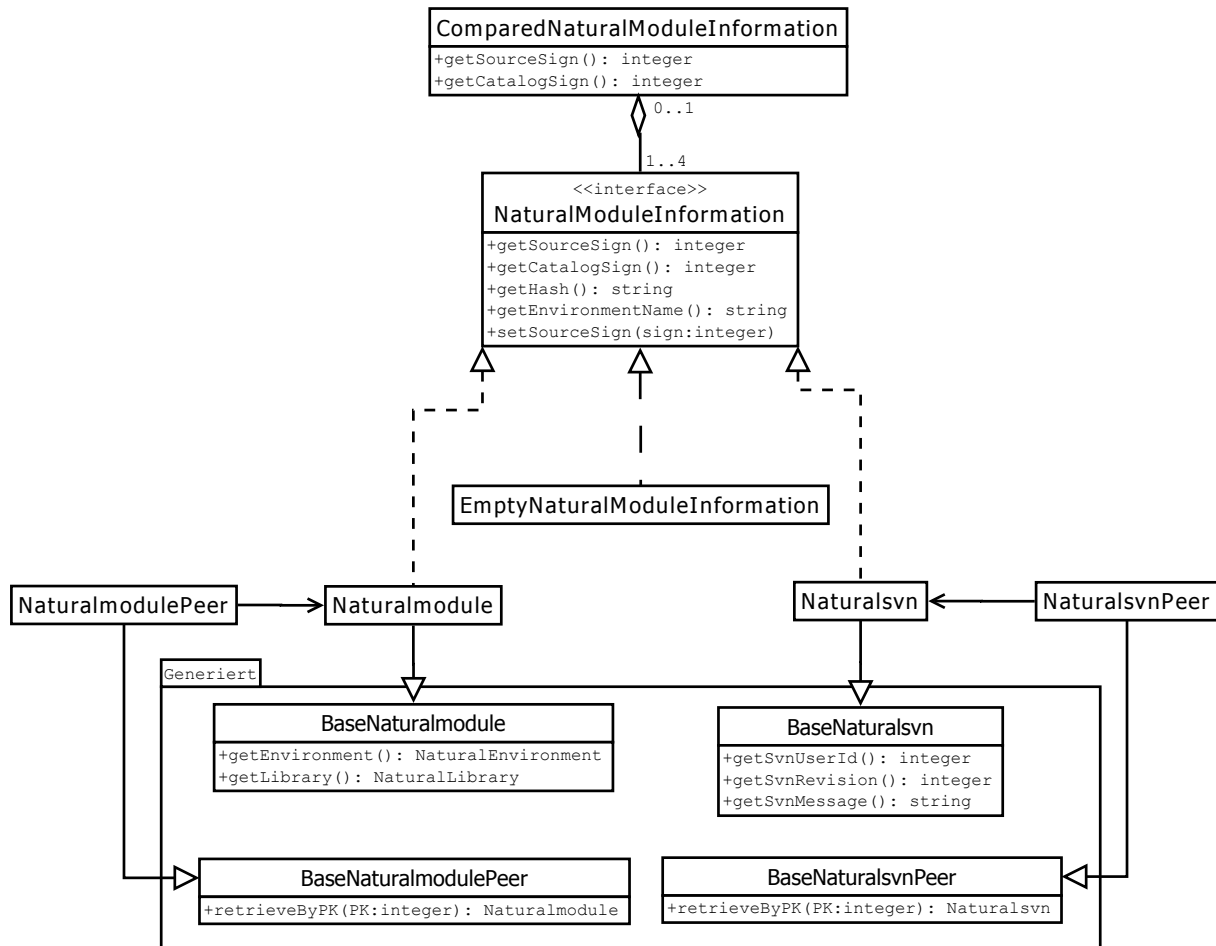 ComparedNaturalModuleInformation
+getSourceSign(): integer
+getCatalogSign(): integer
0..1
1..4
<<interface>>
NaturalModuleInformation
+getSourceSign(): integer
+getCatalogSign(): integer
+getHash(): string
+getEnvironmentName(): string
+setSourceSign(sign:integer)
EmptyNaturalModuleInformation
NaturalmodulePeer
Naturalmodule
Naturalsvn
NaturalsvnPeer
Generiert
BaseNaturalmodule
+getEnvironment(): NaturalEnvironment
+getLibrary(): NaturalLibrary
BaseNaturalsvn
+getSvnUserId(): integer
+getSvnRevision(): integer
+getSvnMessage(): string
BaseNaturalmodulePeer
+retrieveByPK(PK:integer): Naturalmodule
BaseNaturalsvnPeer
+retrieveByPK(PK:integer): Naturalsvn